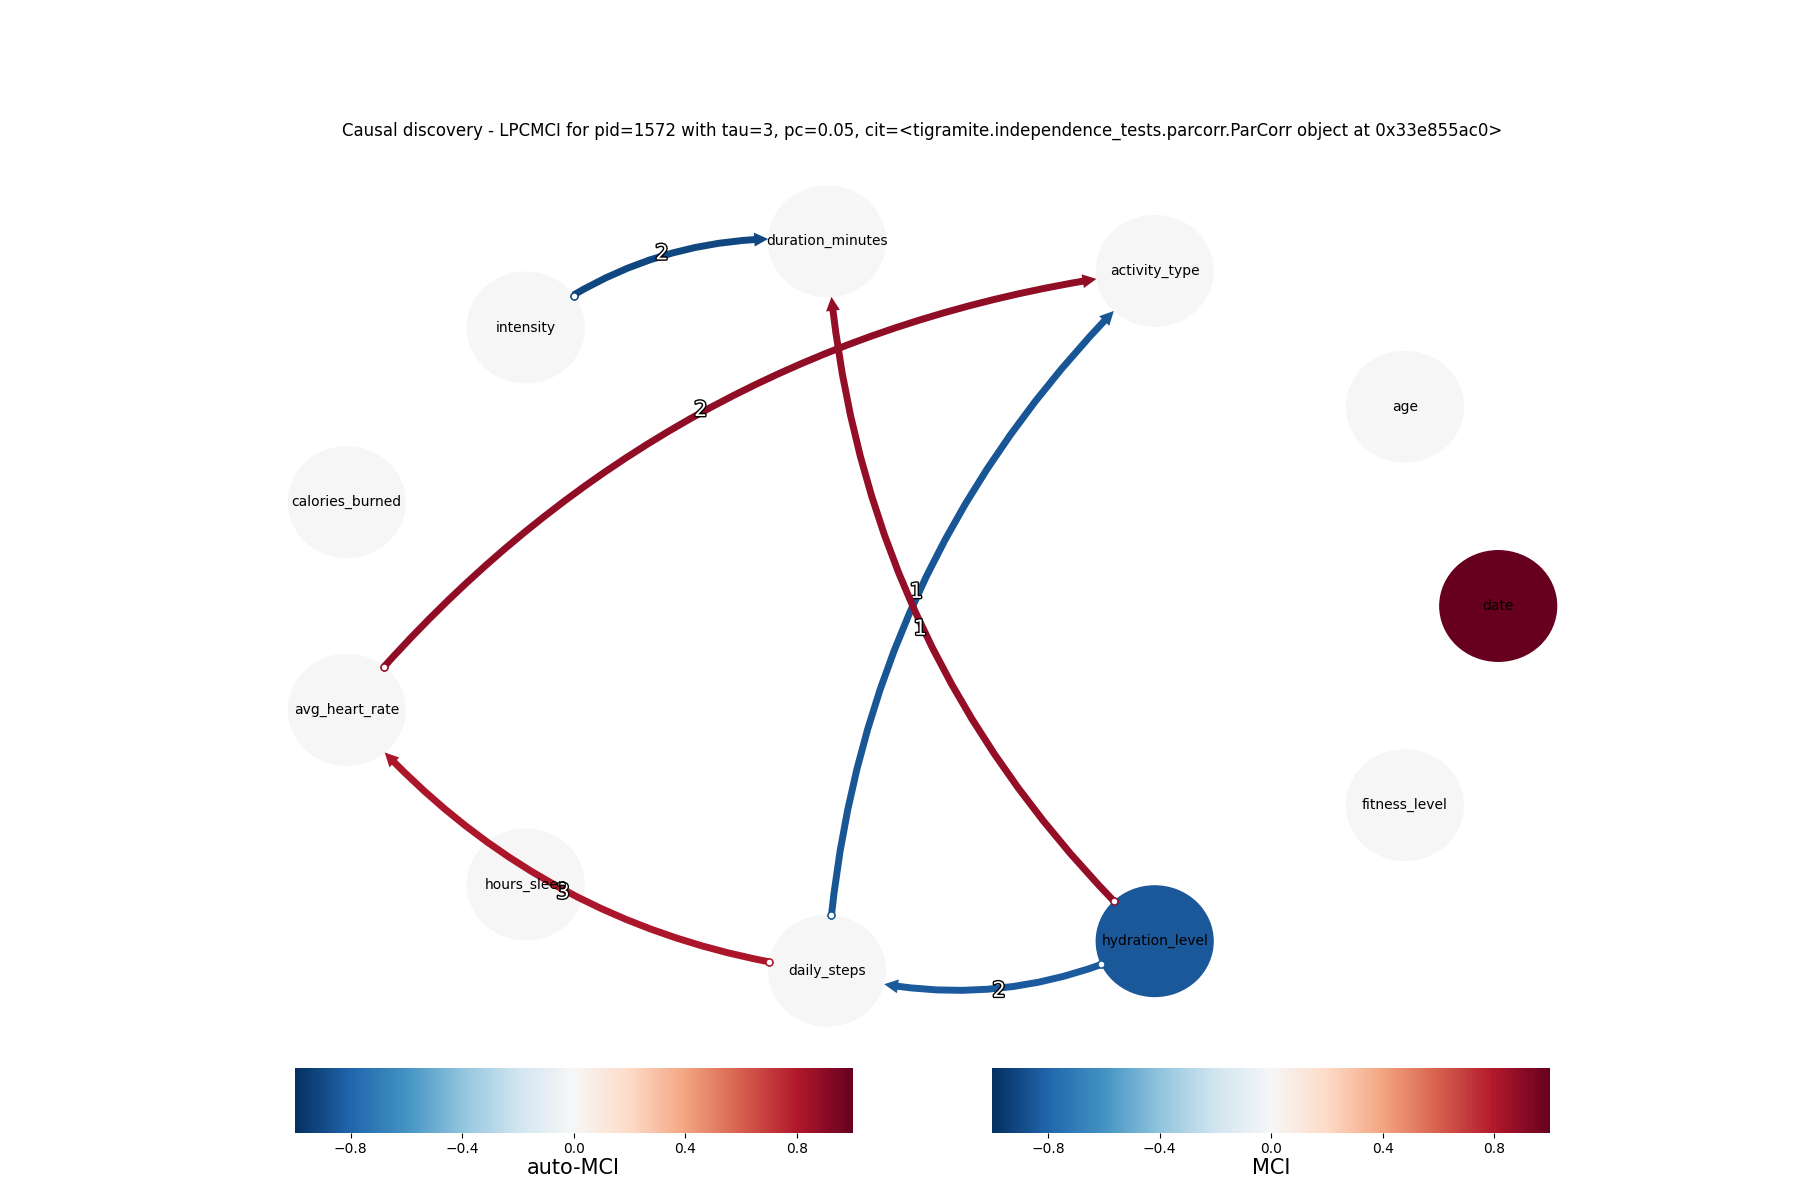 Causal discovery - LPCMCI for pid=1572 with tau=3, pc=0.05, cit=<tigramite.independence_tests.parcorr.ParCorr object at 0x33e855ac0>
duration_minutes
2
activity_type
intensity
age
2
calories_burned
1
date
1
avg_heart_rate
fitness_level
hours_sleep
3
hydration_level
daily_steps
2
−0.8 −0.4 0.0 0.4 0.8
auto-MCI
−0.8 −0.4 0.0 0.4 0.8
MCI